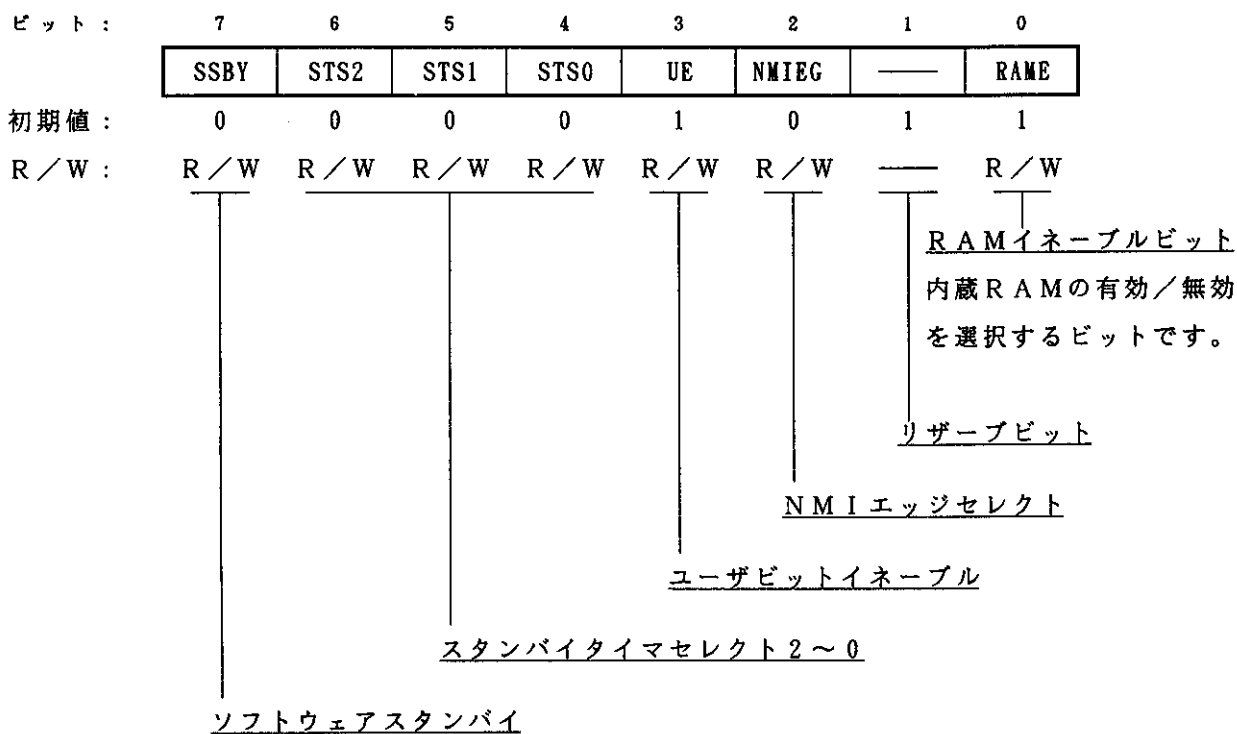 ビット： 7 6 5 4 3 2 1 0
SSBY STS2 STS1 STS0 UE NMIEG ― RAME
初期値： 0 0 0 0 1 0 1 1
R／W： R／W R／W R／W R／W R／W R／W ― R／W
RAMイネーブルビット
内蔵RAMの有効／無効
を選択するビットです。
リザーブビット
NMIエッジセレクト
ユーザビットイネーブル
スタンバイタイマセレクト2～0
ソフトウェアスタンバイ